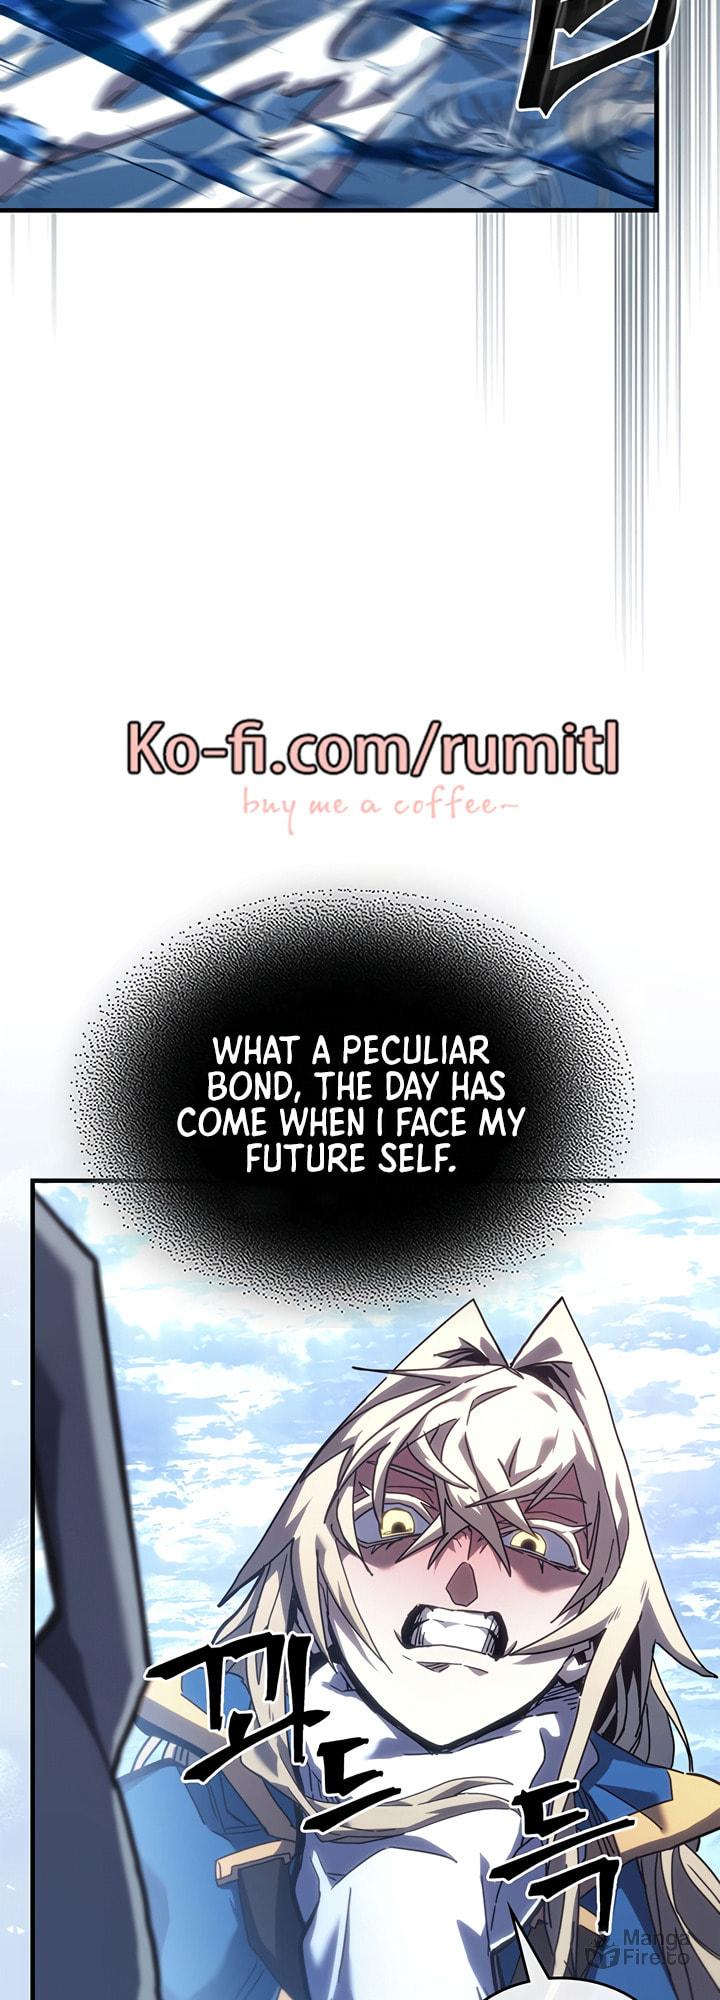 Ko-fi.com/rumitl
buy me a coffee~
WHAT A PECULIAR
BOND, THE DAY HAS
COME WHEN I FACE MY
FUTURE SELF.
꽈드득
Manga
Fire.to